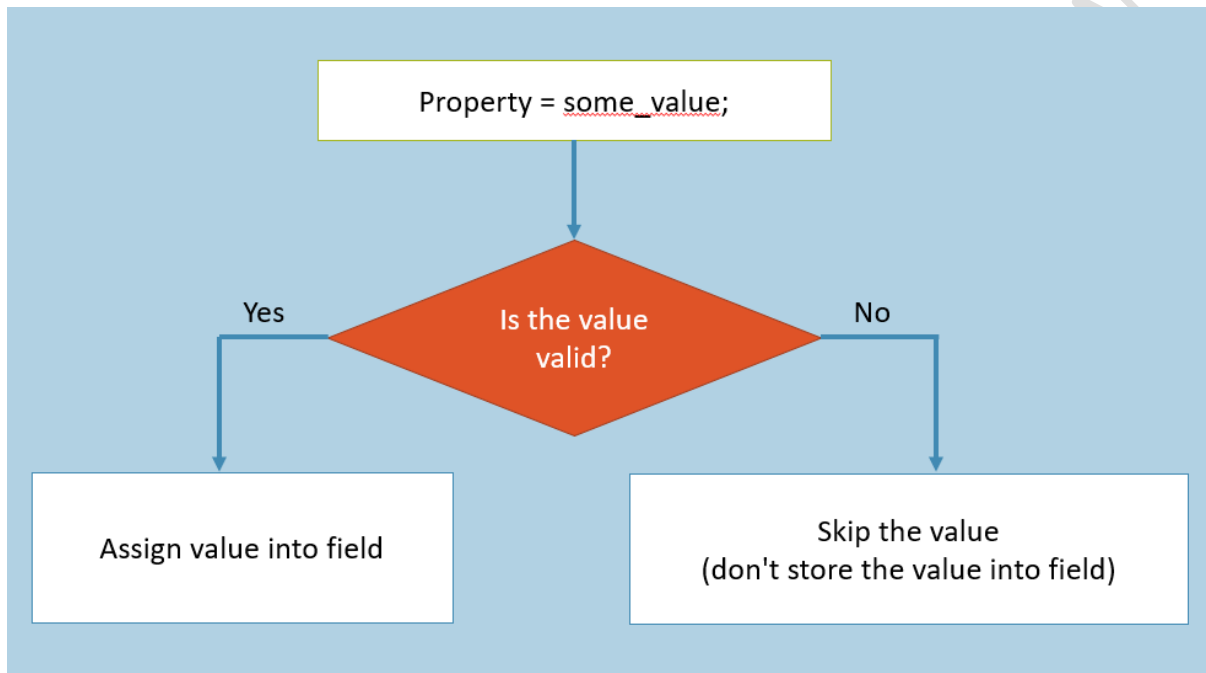 Property = some_value;
Is the value
valid?
Yes
No
Assign value into field
Skip the value
(don't store the value into field)